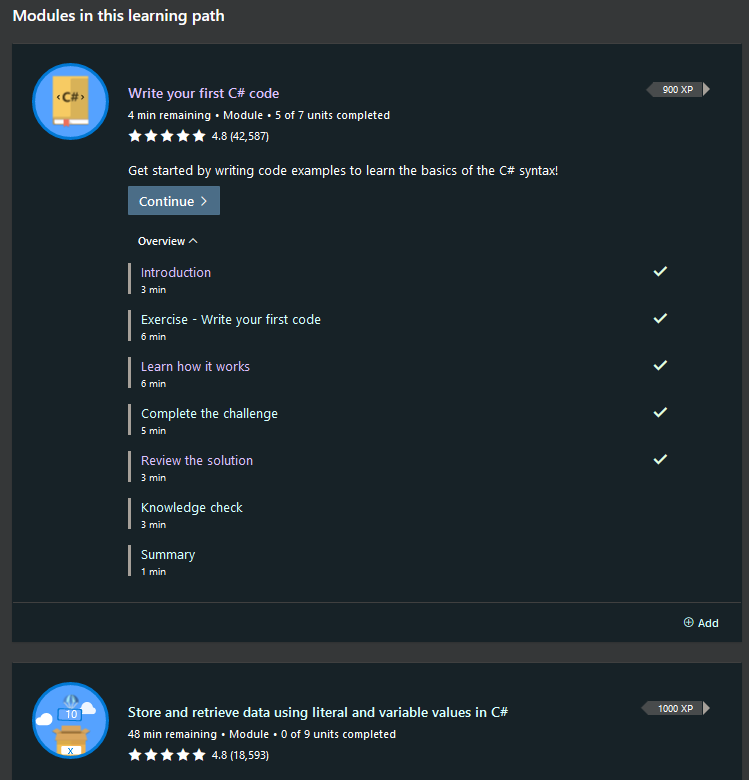 Modules in this learning path
‹C#›
Write your first C# code
900 XP
4 min remaining • Module • 5 of 7 units completed
4.8 (42,587)
Get started by writing code examples to learn the basics of the C# syntax!
Continue
Overview
Introduction
3 min
Exercise - Write your first code
6 min
Learn how it works
6 min
Complete the challenge
5 min
Review the solution
3 min
Knowledge check
3 min
Summary
1 min
Add
10
X
Store and retrieve data using literal and variable values in C#
1000 XP
48 min remaining • Module • 0 of 9 units completed
4.8 (18,593)